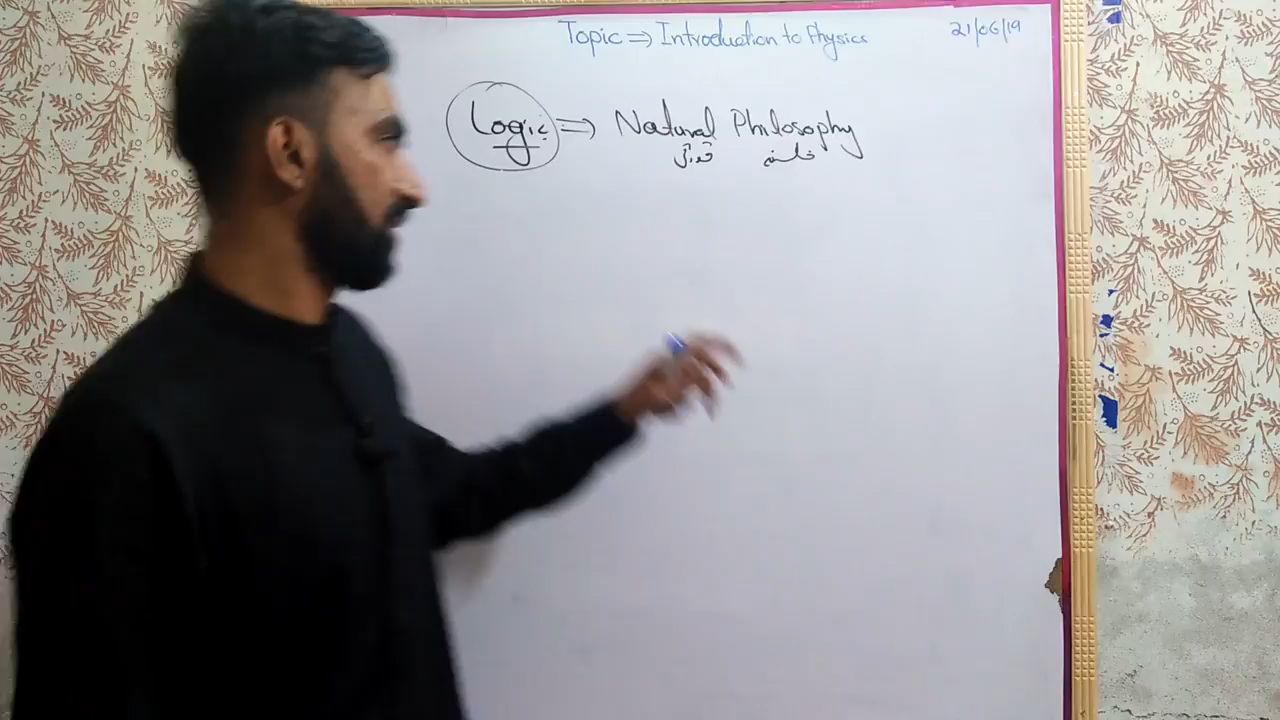 Topic ⇒ Introduction to Physics 21/06/19
Logic ⇒ Natural Philosophy
قدرتی فلسفہ